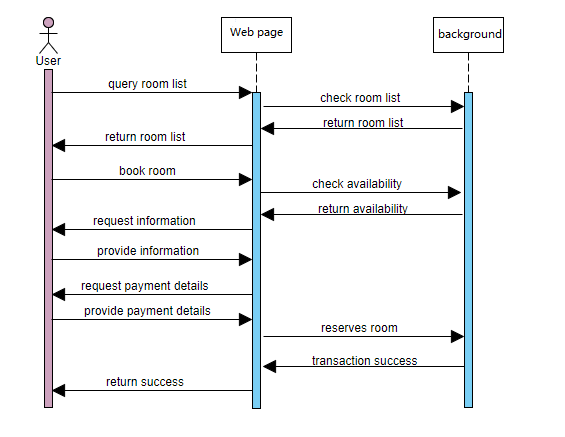 Web page
background
User
query room list
check room list
return room list
return room list
book room
check availability
return availability
request information
provide information
request payment details
provide payment details
reserves room
transaction success
return success